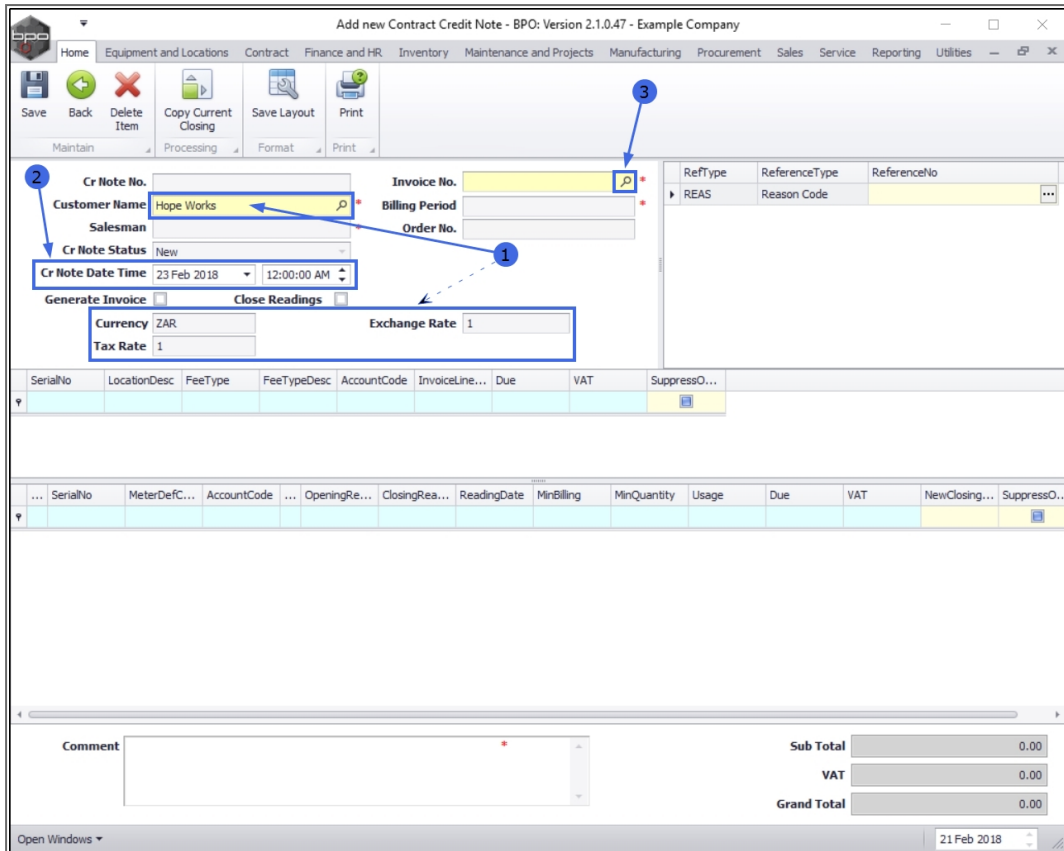 Add new Contract Credit Note - BPO: Version 2.1.0.47 - Example Company
bpo
Home Equipment and Locations Contract Finance and HR Inventory Maintenance and Projects Manufacturing Procurement Sales Service Reporting Utilities
Save Back Delete Item Copy Current Closing Save Layout Print
Maintain Processing Format Print
3
2
Cr Note No. Invoice No. *
Customer Name Hope Works * Billing Period *
Salesman * Order No.
Cr Note Status New
1
Cr Note Date Time 23 Feb 2018 12:00:00 AM
Generate Invoice Close Readings
Currency ZAR Exchange Rate 1
Tax Rate 1
RefType ReferenceType ReferenceNo
REAS Reason Code ...
SerialNo LocationDesc FeeType FeeTypeDesc AccountCode InvoiceLine... Due VAT SuppressO...
... SerialNo MeterDefC... AccountCode ... OpeningRe... ClosingRea... ReadingDate MinBilling MinQuantity Usage Due VAT NewClosing... SuppressO...
Comment *
Sub Total 0.00
VAT 0.00
Grand Total 0.00
Open Windows 21 Feb 2018